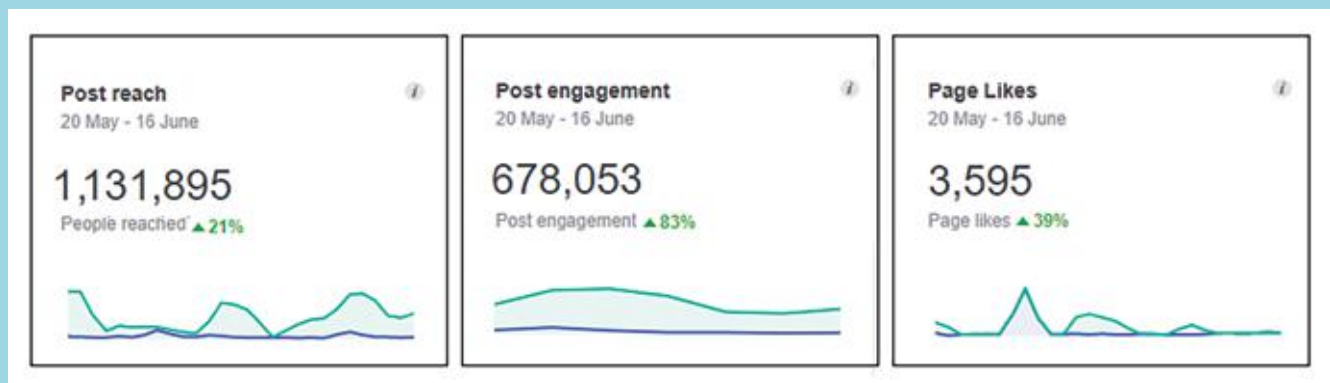 Post reach
20 May - 16 June
1,131,895
People reached ▲ 21%
Post engagement
20 May - 16 June
678,053
Post engagement ▲ 83%
Page Likes
20 May - 16 June
3,595
Page likes ▲ 39%